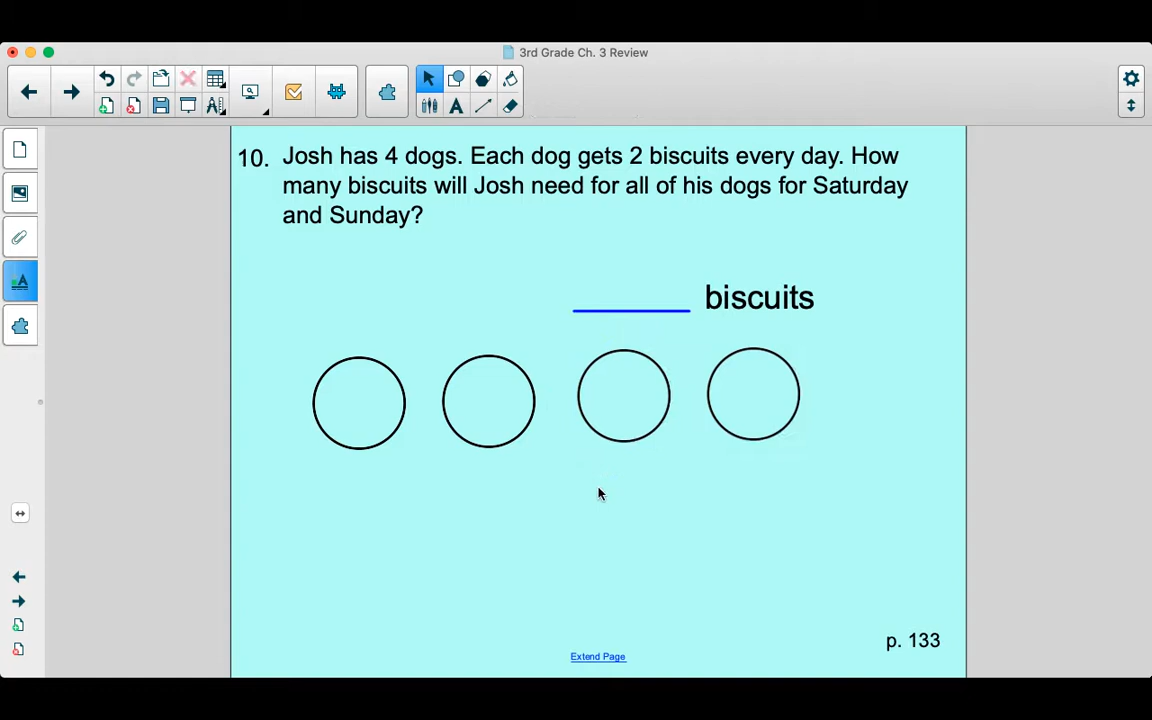 3rd Grade Ch. 3 Review
10. Josh has 4 dogs. Each dog gets 2 biscuits every day. How
many biscuits will Josh need for all of his dogs for Saturday
and Sunday?
biscuits
p. 133
Extend Page